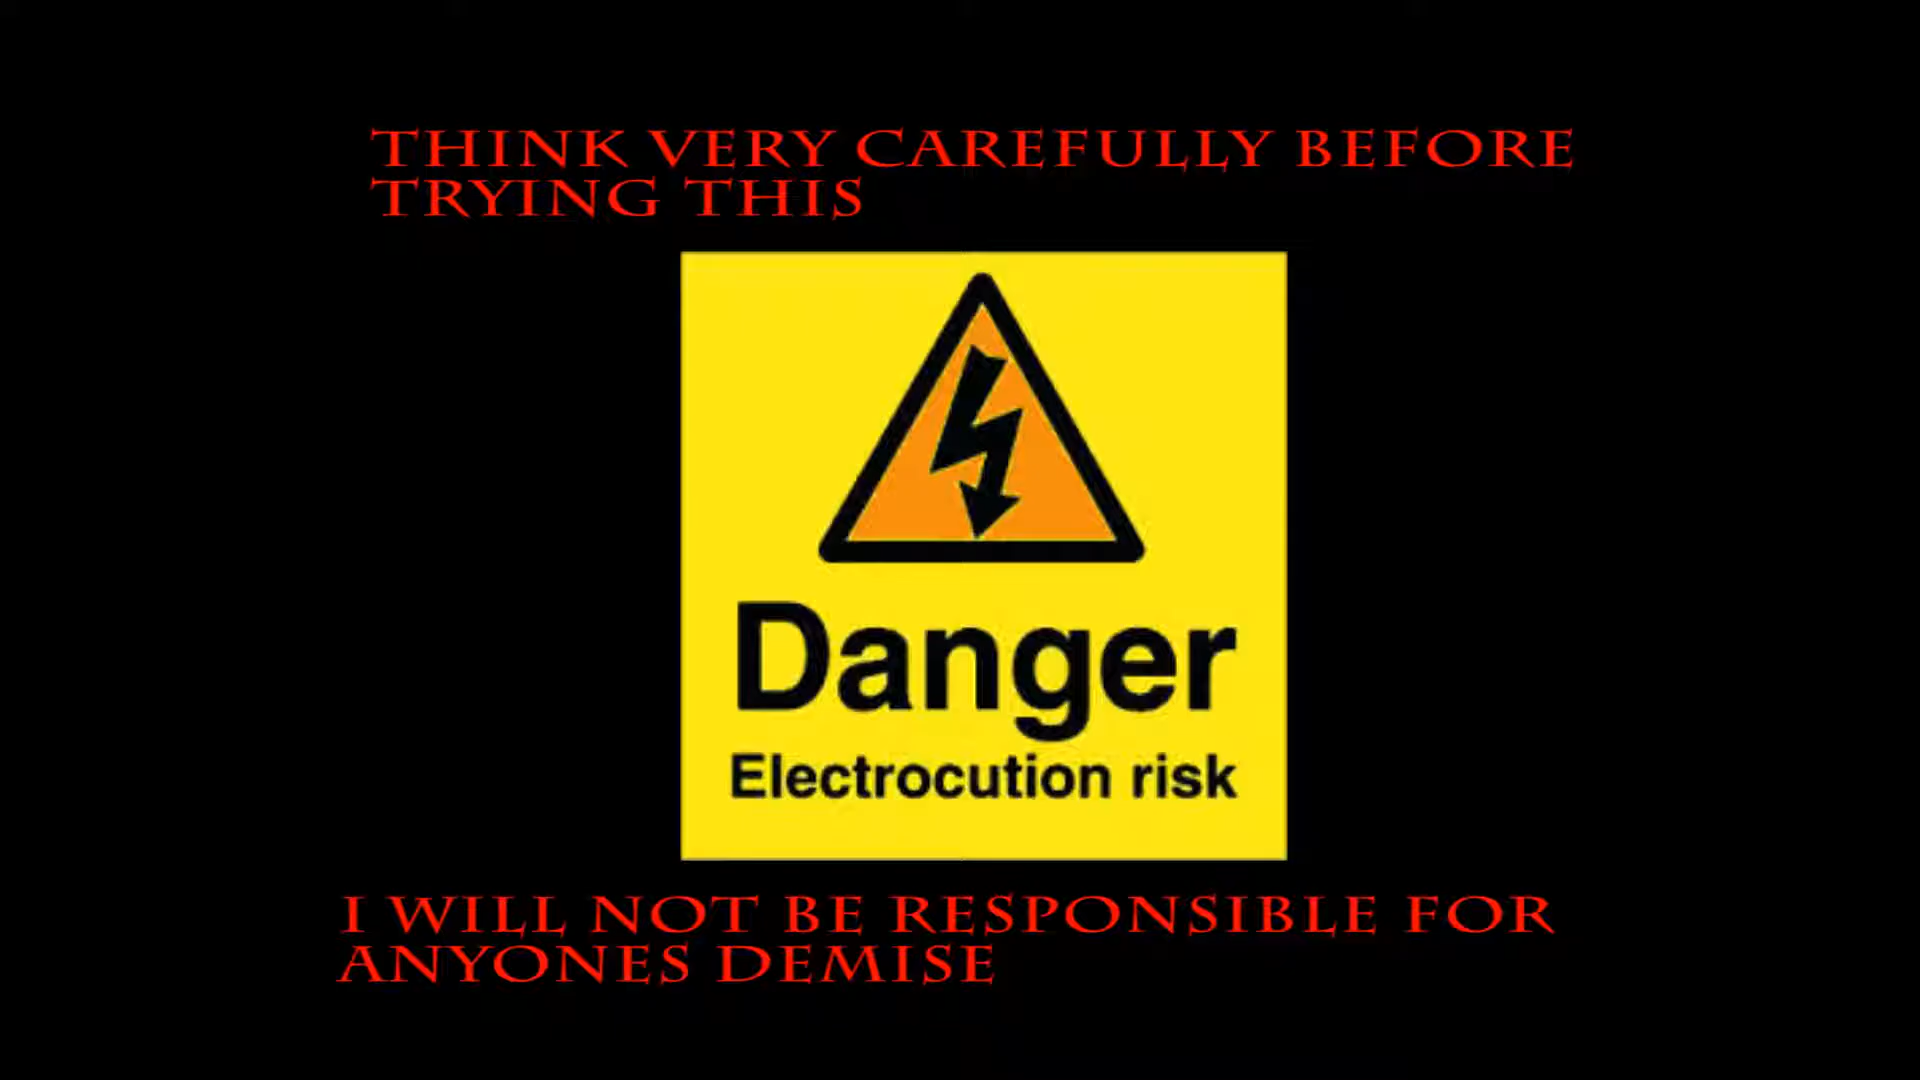 THINK VERY CAREFULLY BEFORE
TRYING THIS
Danger
Electrocution risk
I WILL NOT BE RESPONSIBLE FOR
ANYONES DEMISE